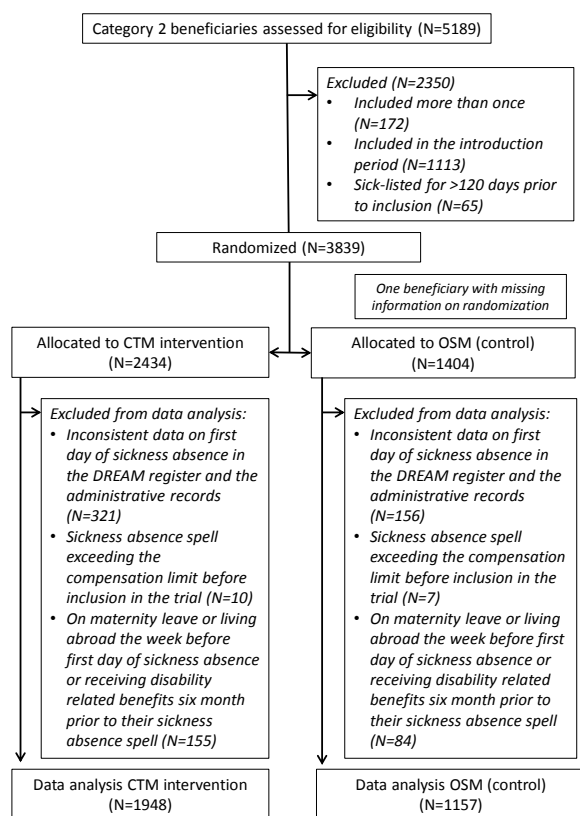 Category 2 beneficiaries assessed for eligibility (N=5189)
Excluded (N=2350)
• Included more than once
(N=172)
• Included in the introduction
period (N=1113)
• Sick-listed for >120 days prior
to inclusion (N=65)
Randomized (N=3839)
One beneficiary with missing
information on randomization
Allocated to CTM intervention
(N=2434)
Allocated to OSM (control)
(N=1404)
Excluded from data analysis:
• Inconsistent data on first
day of sickness absence in
the DREAM register and the
administrative records
(N=321)
• Sickness absence spell
exceeding the
compensation limit before
inclusion in the trial (N=10)
• On maternity leave or living
abroad the week before
first day of sickness absence
or receiving disability
related benefits six month
prior to their sickness
absence spell (N=155)
Excluded from data analysis:
• Inconsistent data on first
day of sickness absence in
the DREAM register and the
administrative records
(N=156)
• Sickness absence spell
exceeding the compensation
limit before inclusion in the
trial (N=7)
• On maternity leave or living
abroad the week before first
day of sickness absence or
receiving disability related
benefits six month prior to
their sickness absence spell
(N=84)
Data analysis CTM intervention
(N=1948)
Data analysis OSM (control)
(N=1157)